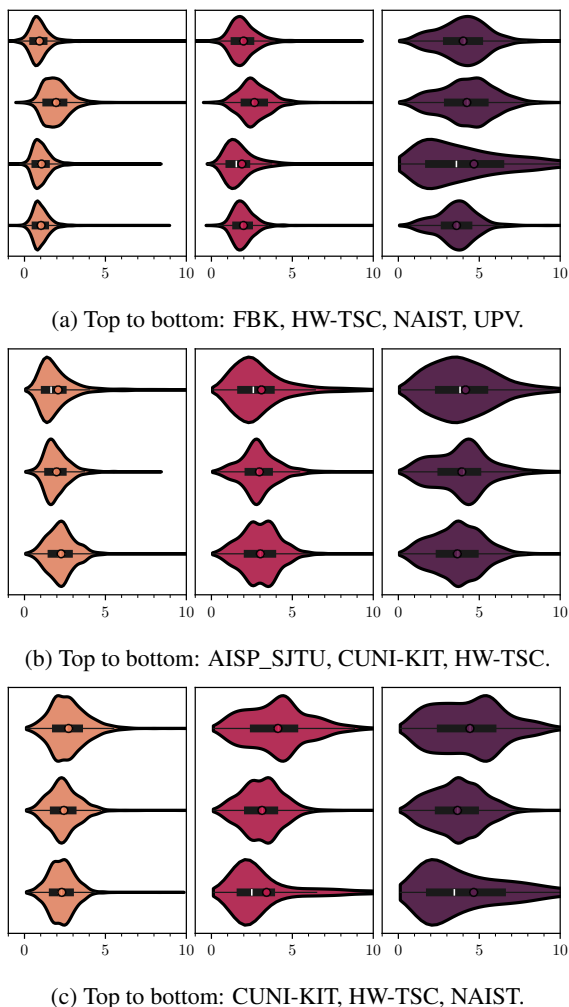 0 5 10 0 5 10 0 5 10
(a) Top to bottom: FBK, HW-TSC, NAIST, UPV.
0 5 10 0 5 10 0 5 10
(b) Top to bottom: AISP_SJTU, CUNI-KIT, HW-TSC.
0 5 10 0 5 10 0 5 10
(c) Top to bottom: CUNI-KIT, HW-TSC, NAIST.